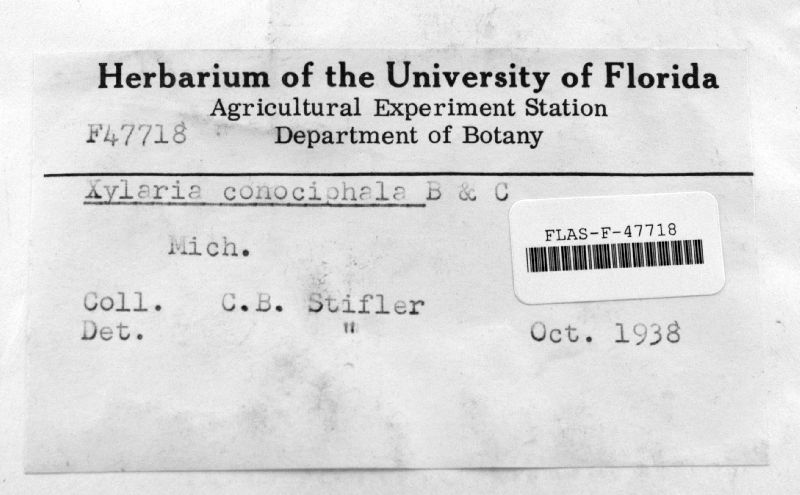 Herbarium of the University of Florida
Agricultural Experiment Station
F47718 Department of Botany
Xylaria conociphala B & C
FLAS-F-47718
Mich.
Coll. C.B. Stifler
Det. " Oct. 1938